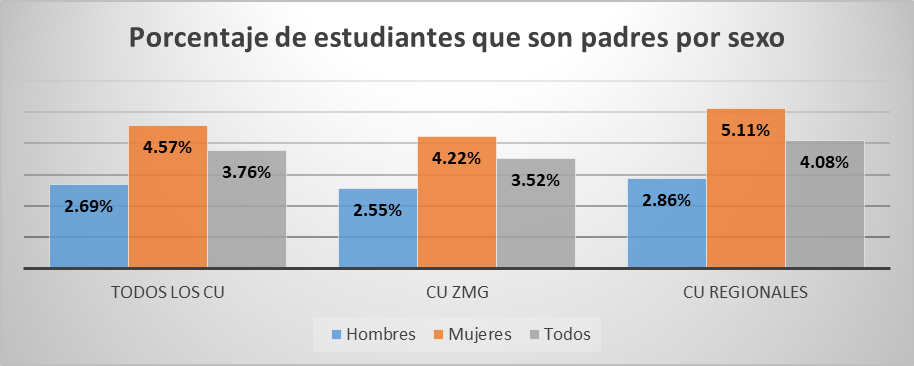 Porcentaje de estudiantes que son padres por sexo
4.57%
3.76%
2.69%
4.22%
3.52%
2.55%
5.11%
4.08%
2.86%
TODOS LOS CU
CU ZMG
CU REGIONALES
Hombres
Mujeres
Todos